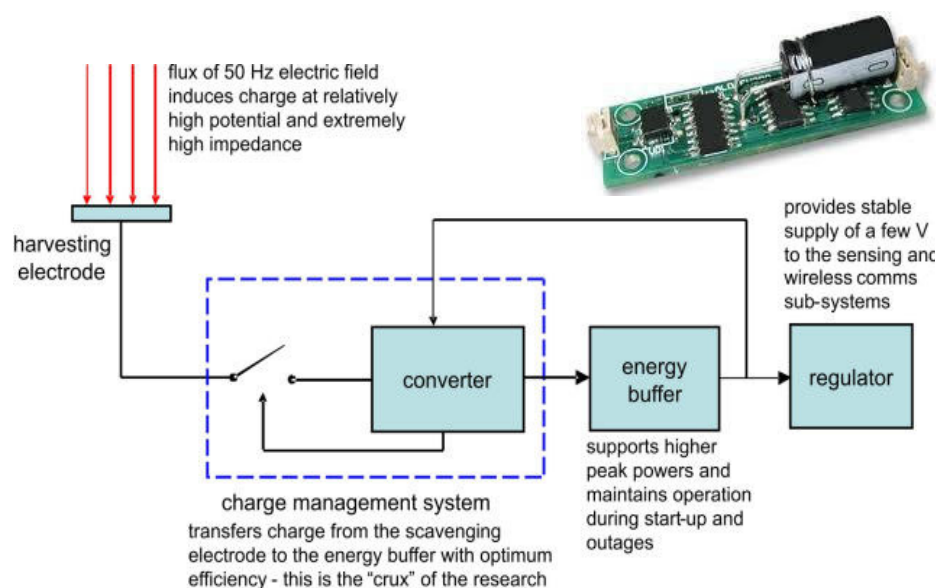 flux of 50 Hz electric field
induces charge at relatively
high potential and extremely
high impedance
harvesting
electrode
provides stable
supply of a few V
to the sensing and
wireless comms
sub-systems
converter
energy
buffer
regulator
supports higher
peak powers and
maintains operation
during start-up and
outages
charge management system
transfers charge from the scavenging
electrode to the energy buffer with optimum
efficiency - this is the “crux” of the research